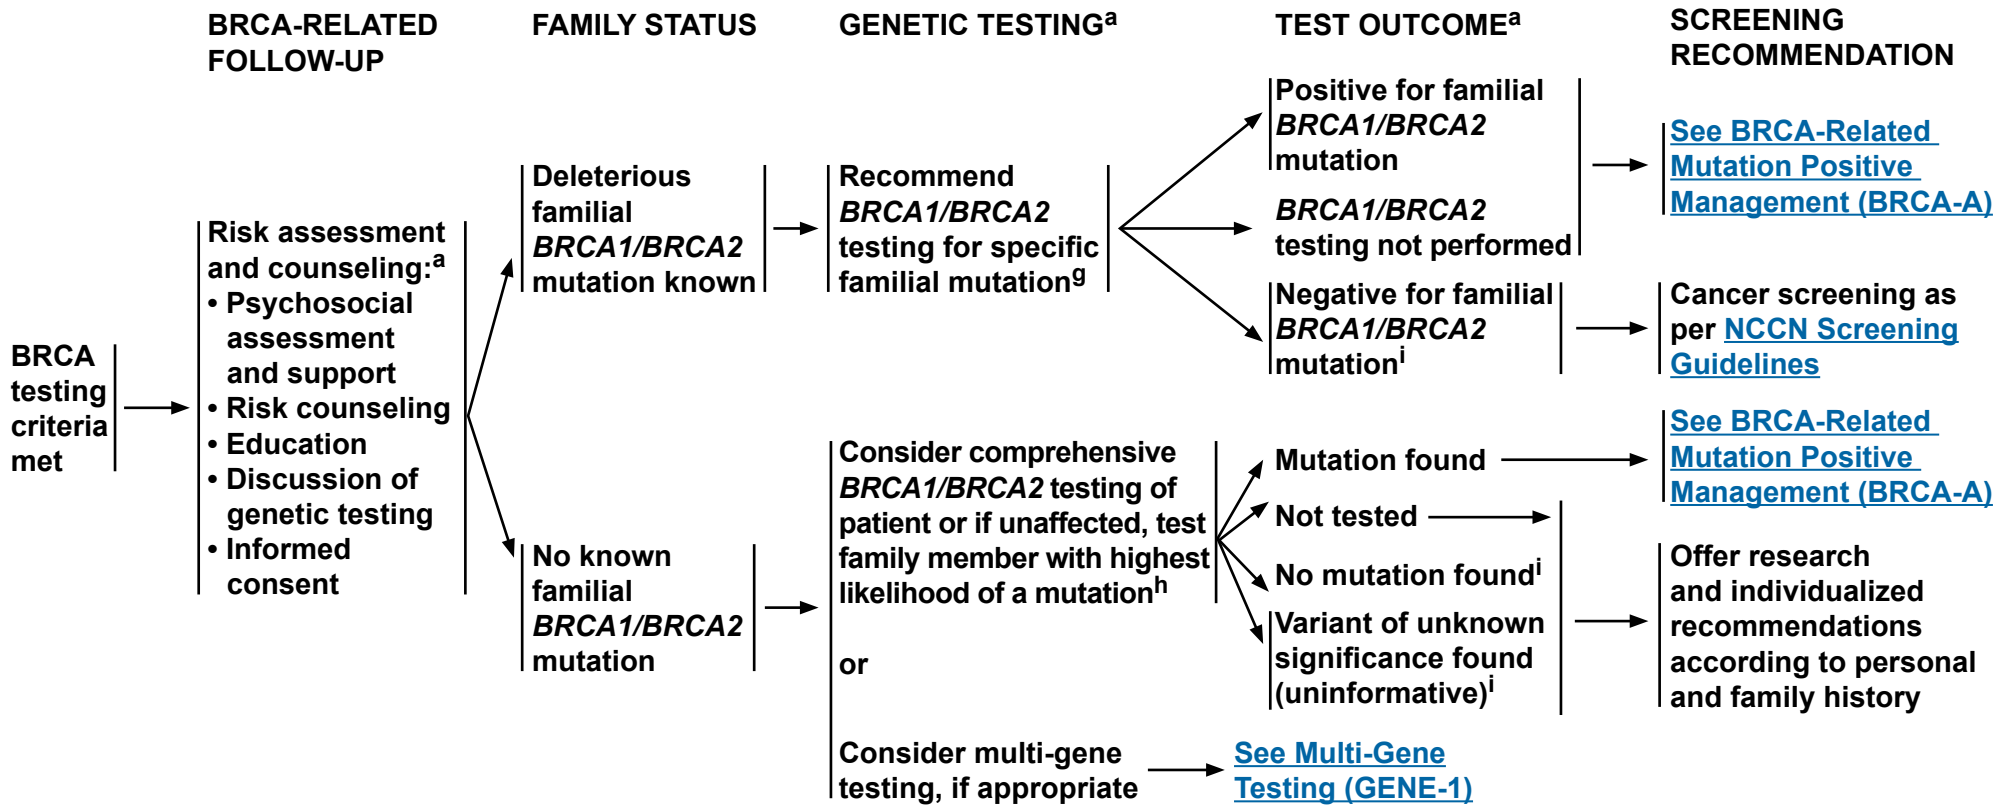 BRCA-RELATED
FOLLOW-UP
FAMILY STATUS
GENETIC TESTINGa
TEST OUTCOMEa
SCREENING
RECOMMENDATION
BRCA
testing
criteria
met
Risk assessment
and counseling:a
• Psychosocial
assessment
and support
• Risk counseling
• Education
• Discussion of
genetic testing
• Informed
consent
Deleterious
familial
BRCA1/BRCA2
mutation known
Recommend
BRCA1/BRCA2
testing for specific
familial mutationg
Positive for familial
BRCA1/BRCA2
mutation
BRCA1/BRCA2
testing not performed
See BRCA-Related
Mutation Positive
Management (BRCA-A)
Negative for familial
BRCA1/BRCA2
mutationi
Cancer screening as
per NCCN Screening
Guidelines
No known
familial
BRCA1/BRCA2
mutation
Consider comprehensive
BRCA1/BRCA2 testing of
patient or if unaffected, test
family member with highest
likelihood of a mutationh
or
Consider multi-gene
testing, if appropriate
See Multi-Gene
Testing (GENE-1)
Mutation found
See BRCA-Related
Mutation Positive
Management (BRCA-A)
Not tested
No mutation foundi
Variant of unknown
significance found
(uninformative)i
Offer research
and individualized
recommendations
according to personal
and family history